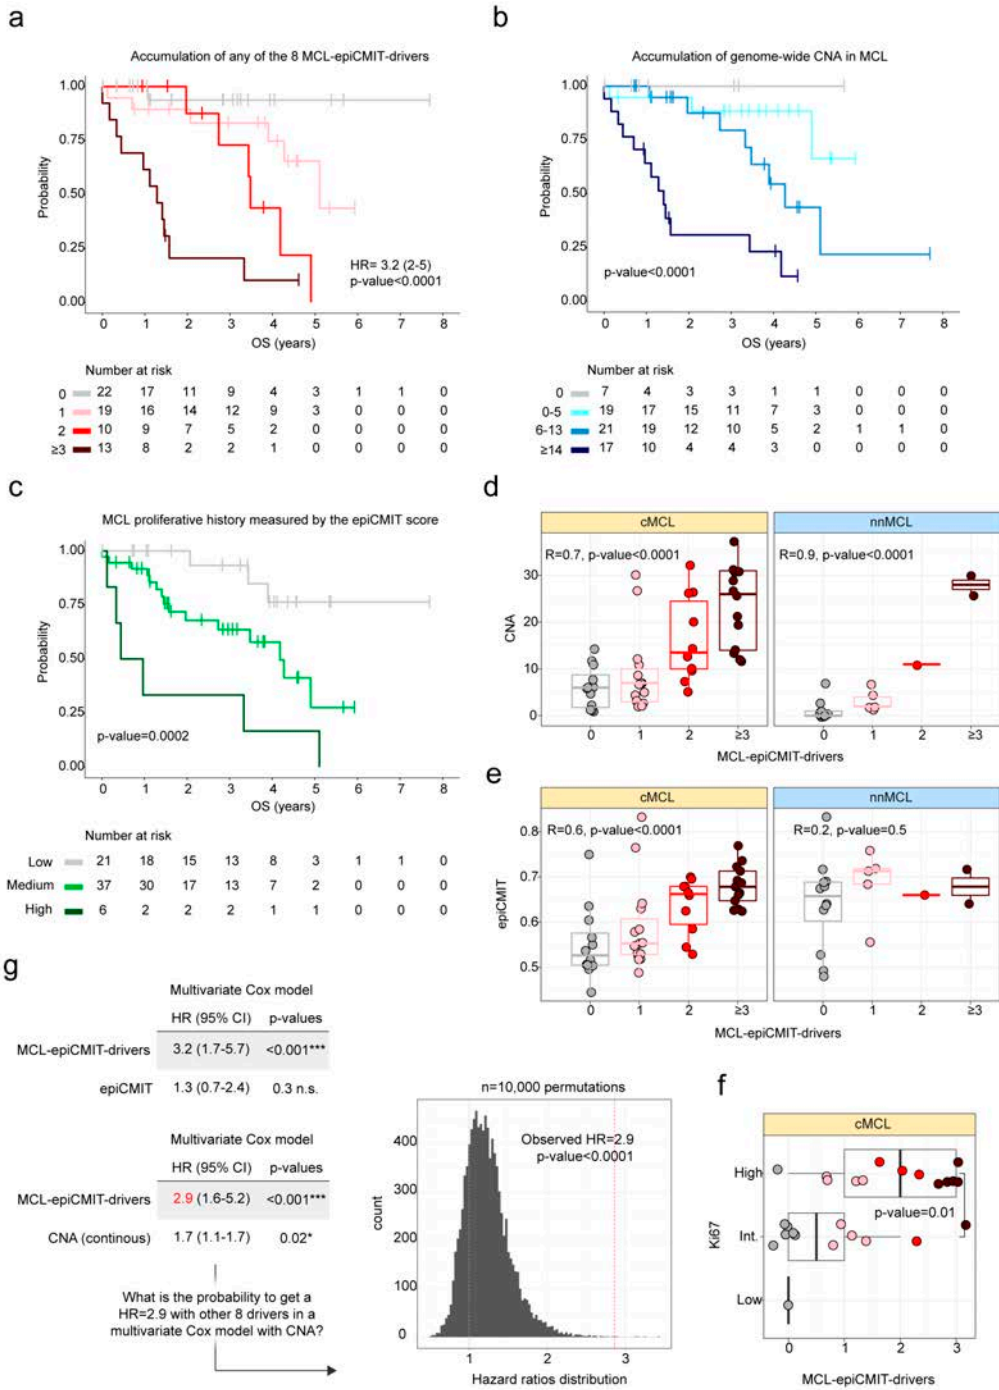 a
Accumulation of any of the 8 MCL-epiCMIT-drivers
1.00
0.75
0.50
0.25
0.00
Probability
HR= 3.2 (2-5)
p-value<0.0001
0 1 2 3 4 5 6 7 8
OS (years)
Number at risk
0 22 17 11 9 4 3 1 1 0
1 19 16 14 12 9 3 0 0 0
2 10 9 7 5 2 0 0 0 0
≥3 13 8 2 2 1 0 0 0 0
b
Accumulation of genome-wide CNA in MCL
1.00
0.75
0.50
0.25
0.00
Probability
p-value<0.0001
0 1 2 3 4 5 6 7 8
OS (years)
Number at risk
0 7 4 3 3 1 1 0 0 0
0-5 19 17 15 11 7 3 0 0 0
6-13 21 19 12 10 5 2 1 1 0
≥14 17 10 4 4 3 0 0 0 0
c
MCL proliferative history measured by the epiCMIT score
1.00
0.75
0.50
0.25
0.00
Probability
p-value=0.0002
0 1 2 3 4 5 6 7 8
OS (years)
Number at risk
Low 21 18 15 13 8 3 1 1 0
Medium 37 30 17 13 7 2 0 0 0
High 6 2 2 2 1 1 0 0 0
d
cMCL nnMCL
R=0.7, p-value<0.0001 R=0.9, p-value<0.0001
30
20
10
0
CNA
0 1 2 ≥3 0 1 2 ≥3
MCL-epiCMIT-drivers
e
cMCL nnMCL
R=0.6, p-value<0.0001 R=0.2, p-value=0.5
0.8
0.7
0.6
0.5
epiCMIT
0 1 2 ≥3 0 1 2 ≥3
MCL-epiCMIT-drivers
g
Multivariate Cox model
HR (95% CI) p-values
MCL-epiCMIT-drivers 3.2 (1.7-5.7) <0.001***
epiCMIT 1.3 (0.7-2.4) 0.3 n.s.
Multivariate Cox model
HR (95% CI) p-values
MCL-epiCMIT-drivers 2.9 (1.6-5.2) <0.001***
CNA (continous) 1.7 (1.1-1.7) 0.02*
What is the probability to get a
HR=2.9 with other 8 drivers in a
multivariate Cox model with CNA?
n=10,000 permutations
Observed HR=2.9
p-value<0.0001
400
300
200
100
0
count
1 2 3
Hazard ratios distribution
f
cMCL
High
Int.
Low
Ki67
p-value=0.01
0 1 2 3
MCL-epiCMIT-drivers